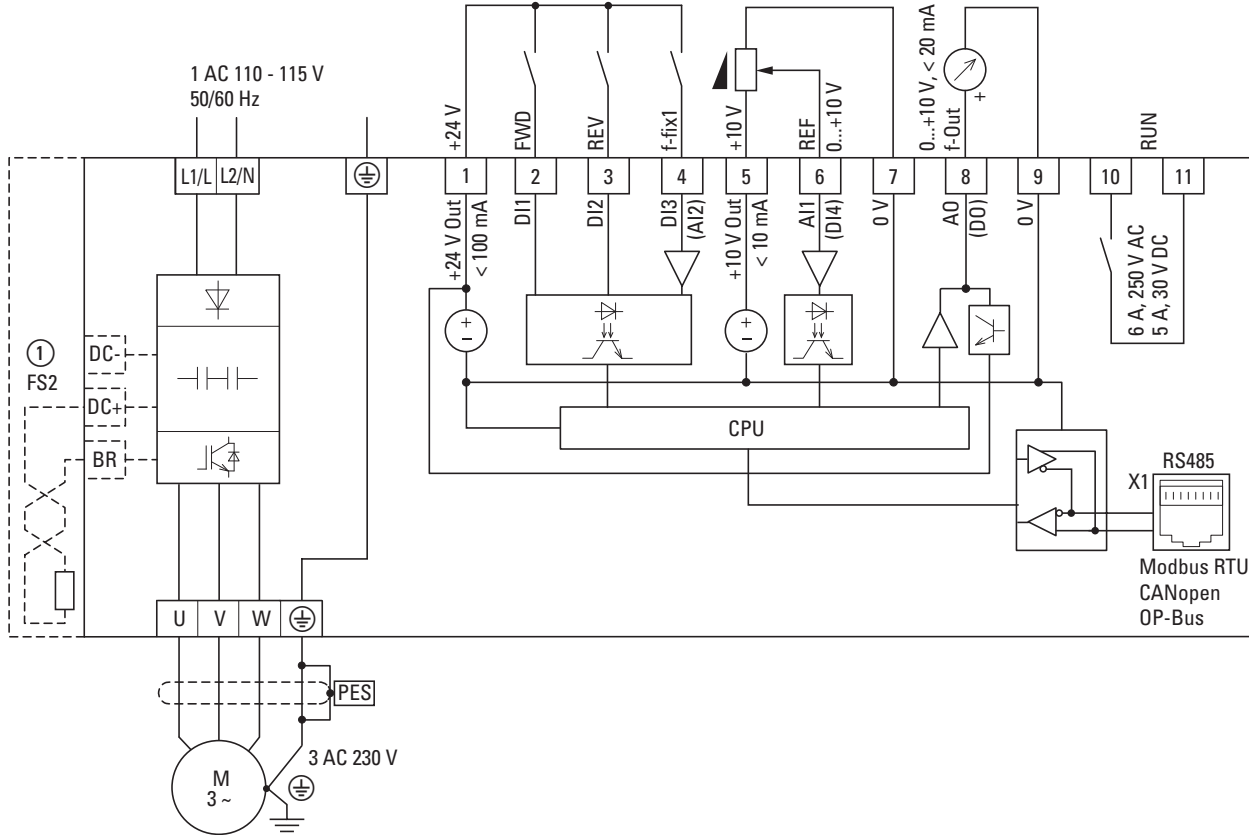 1 AC 110 - 115 V
50/60 Hz
+24 V
FWD
REV
f-fix1
+10 V
REF
0...+10 V
0...+10 V, < 20 mA
f-Out
+
RUN
L1/L
L2/N
1
2
3
4
5
6
7
8
9
10
11
+24 V Out
< 100 mA
DI1
DI2
DI3
(AI2)
+10 V Out
< 10 mA
AI1
(DI4)
0 V
AO
(DO)
0 V
6 A, 250 V AC
5 A, 30 V DC
+
−
+
−
1
FS2
DC-
DC+
BR
CPU
RS485
X1
Modbus RTU
CANopen
OP-Bus
U
V
W
PES
3 AC 230 V
M
3 ~